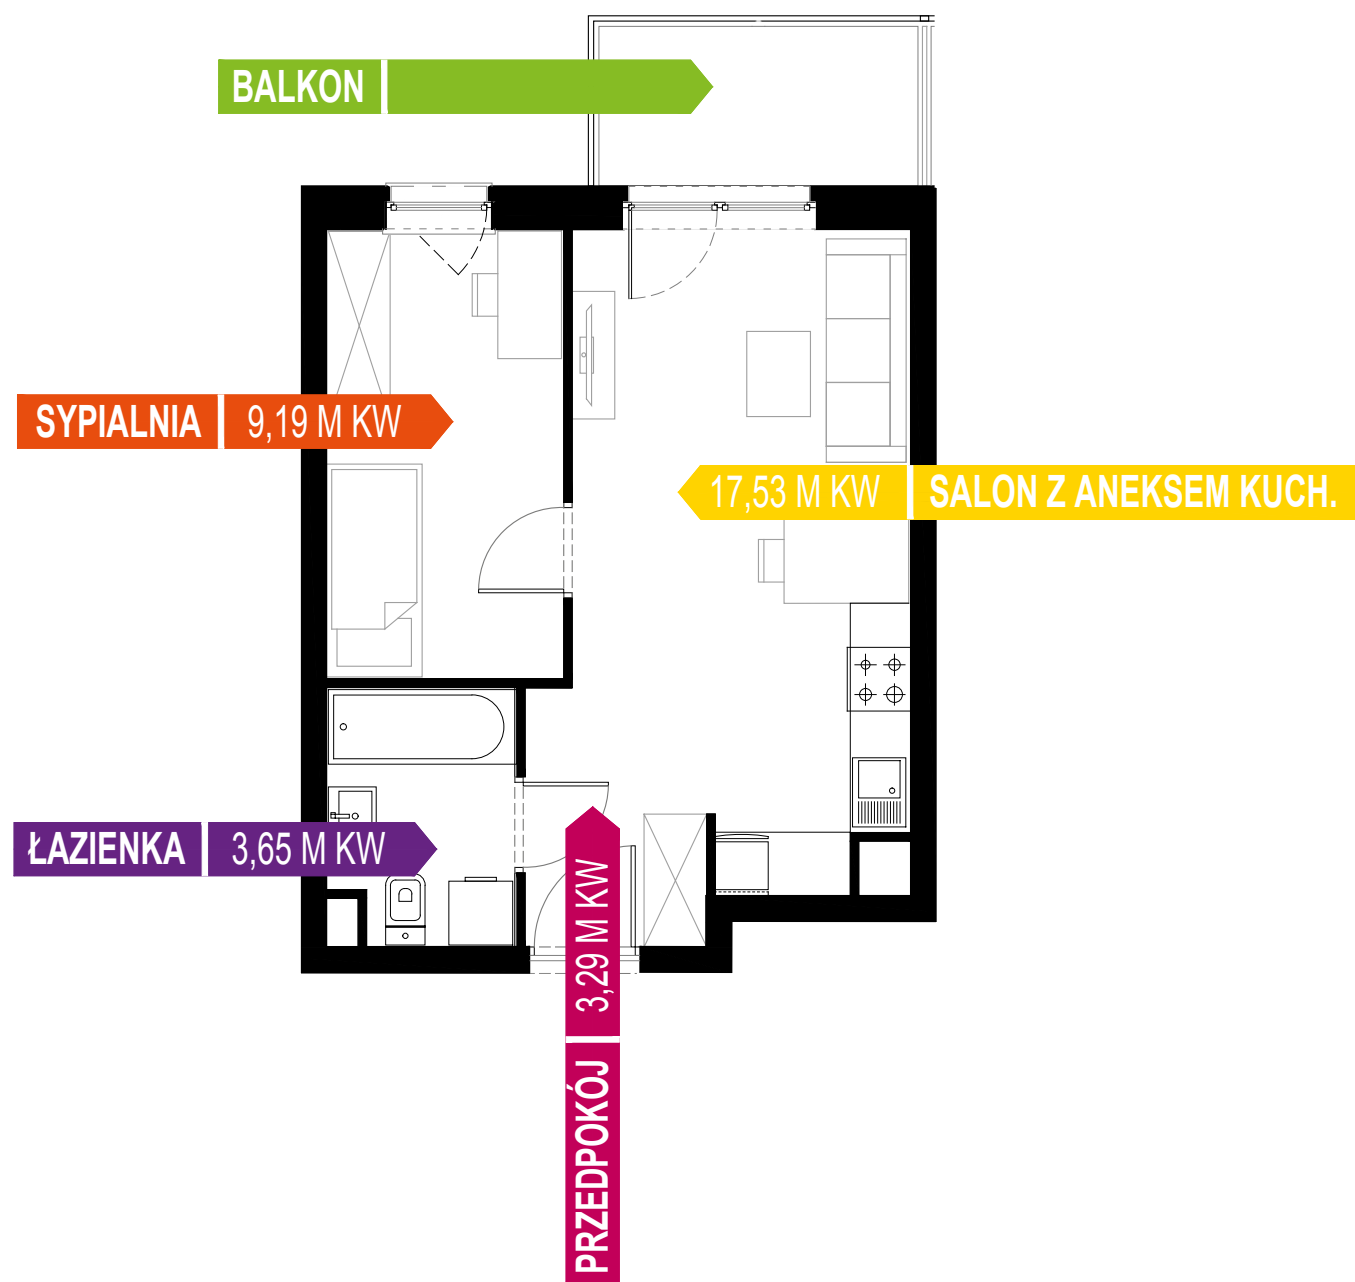 BALKON
SYPIALNIA 9,19 M KW
17,53 M KW SALON Z ANEKSEM KUCH.
ŁAZIENKA 3,65 M KW
PRZEDPOKÓJ 3,29 M KW